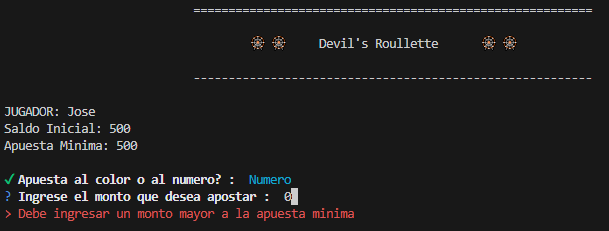 ============================================================
Devil's Roullette
------------------------------------------------------------
JUGADOR: Jose
Saldo Inicial: 500
Apuesta Minima: 500
✓ Apuesta al color o al numero? : Numero
? Ingrese el monto que desea apostar : 0
> Debe ingresar un monto mayor a la apuesta minima